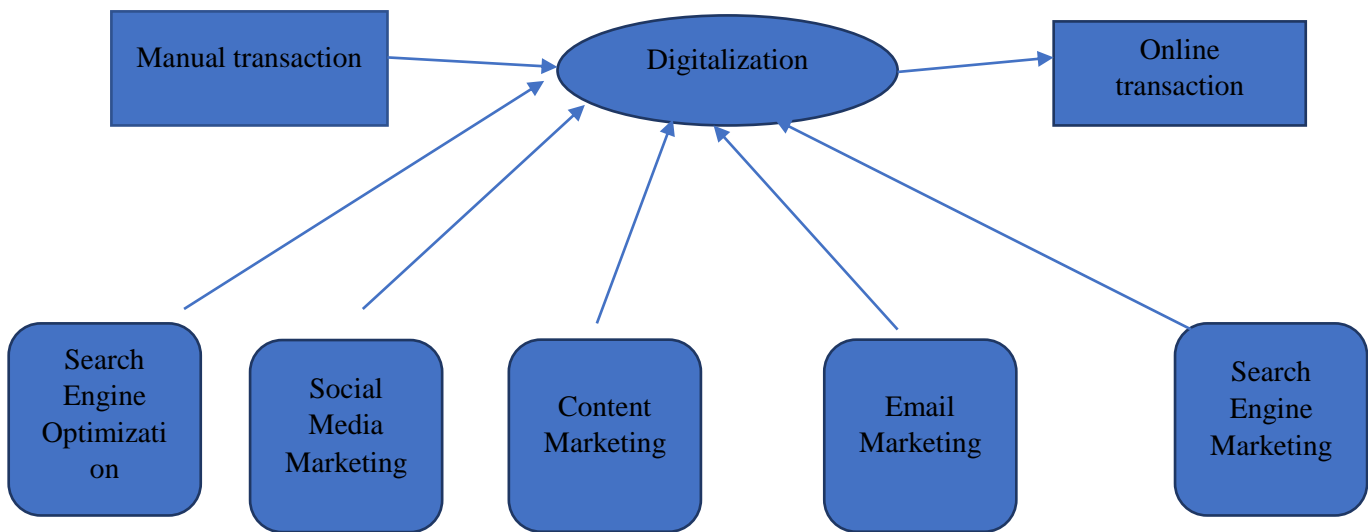 Manual transaction
Digitalization
Online
transaction
Search
Engine
Optimizati
on
Social
Media
Marketing
Content
Marketing
Email
Marketing
Search
Engine
Marketing